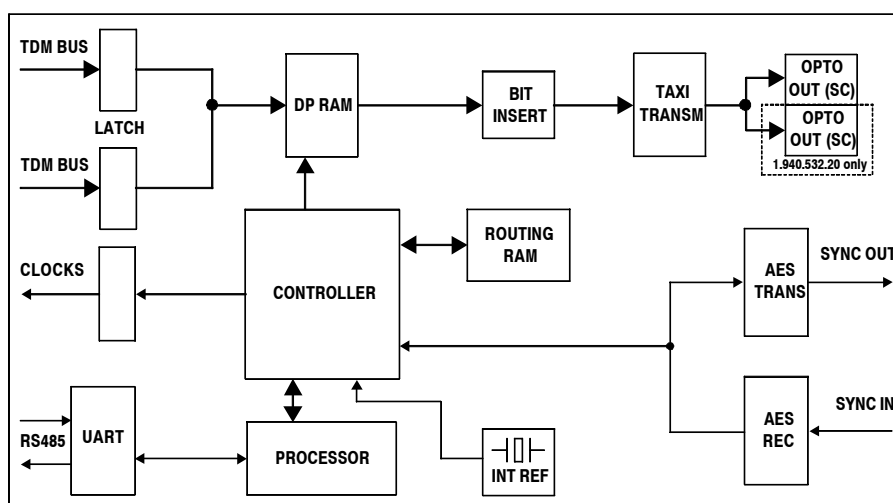 TDM BUS
LATCH
TDM BUS
DP RAM
BIT
INSERT
TAXI
TRANSM
OPTO
OUT (SC)
OPTO
OUT (SC)
1.940.532.20 only
CLOCKS
CONTROLLER
ROUTING
RAM
AES
TRANS
SYNC OUT
RS485
UART
PROCESSOR
INT REF
AES
REC
SYNC IN